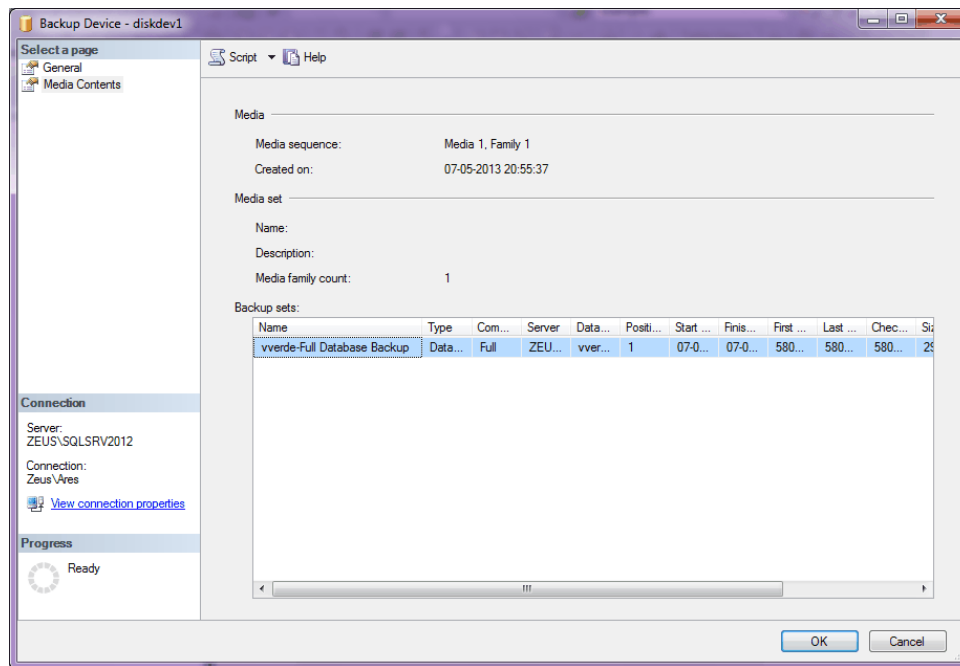 Backup Device - diskdev1
Select a page
General
Media Contents
Script
Help
Media
Media sequence: Media 1, Family 1
Created on: 07-05-2013 20:55:37
Media set
Name:
Description:
Media family count: 1
Backup sets:
Name Type Com... Server Data... Positi... Start ... Finis... First ... Last ... Chec... Siz
vverde-Full Database Backup Data... Full ZEU... vver... 1 07-0... 07-0... 580... 580... 580... 29
Connection
Server:
ZEUS\SQLSRV2012
Connection:
Zeus\Ares
View connection properties
Progress
Ready
OK Cancel